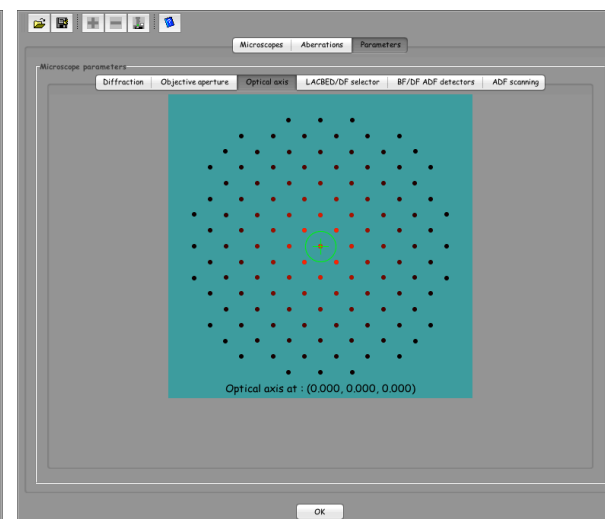 Microscopes Aberrations Parameters
Microscope parameters
Diffraction Objective aperture Optical axis LACBED/DF selector BF/DF ADF detectors ADF scanning
Optical axis at : (0.000, 0.000, 0.000)
OK